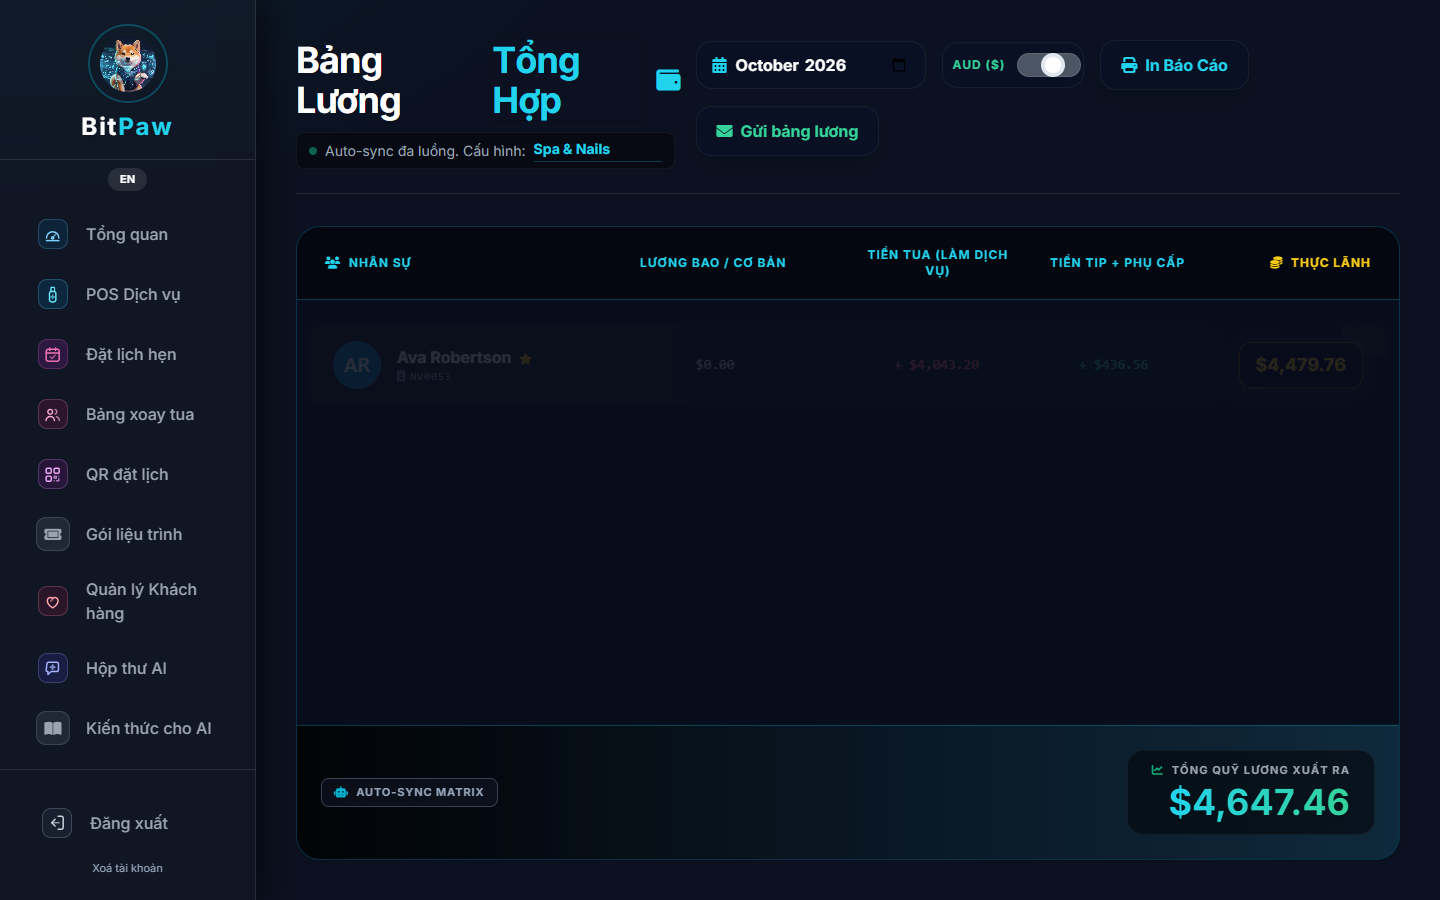 BitPaw
EN
Tổng quan
POS Dịch vụ
Đặt lịch hẹn
Bảng xoay tua
QR đặt lịch
Gói liệu trình
Quản lý Khách
hàng
Hộp thư AI
Kiến thức cho AI
Đăng xuất
Xoá tài khoản
Bảng Lương Tổng Hợp
Auto-sync đa luồng. Cấu hình: Spa & Nails
October 2026
AUD ($)
In Báo Cáo
Gửi bảng lương
NHÂN SỰ
LƯƠNG BAO / CƠ BẢN
TIỀN TUA (LÀM DỊCH
VỤ)
TIỀN TIP + PHỤ CẤP
THỰC LÃNH
AR
Ava Robertson
NV0053
$0.00
+ $4,043.20
+ $436.56
$4,479.76
AUTO-SYNC MATRIX
TỔNG QUỸ LƯƠNG XUẤT RA
$4,647.46